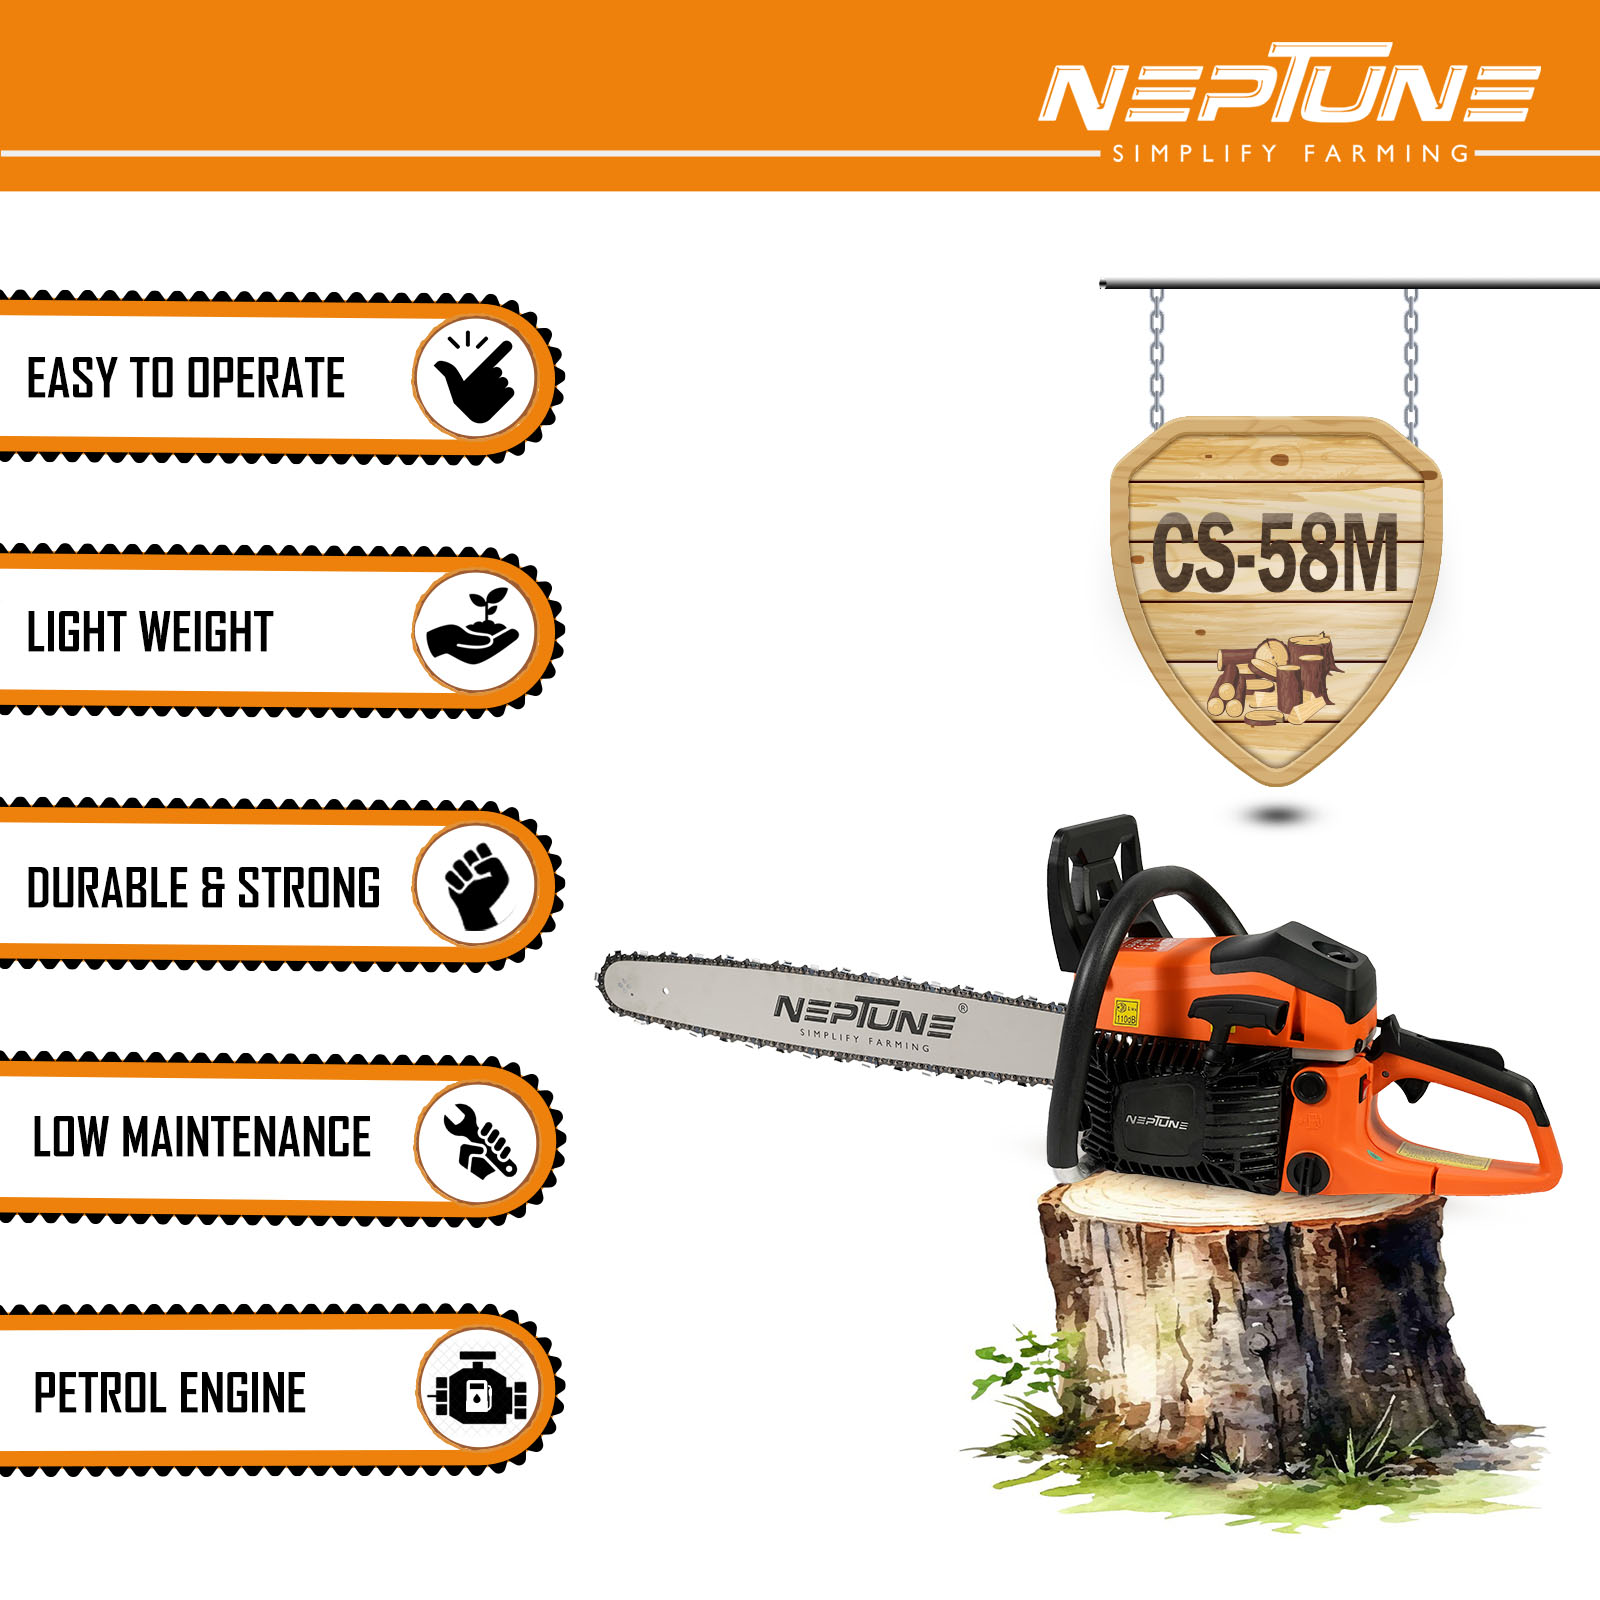 NEPTUNE
SIMPLIFY FARMING
EASY TO OPERATE
LIGHT WEIGHT
DURABLE & STRONG
LOW MAINTENANCE
PETROL ENGINE
CS-58M
NEPTUNE ®
SIMPLIFY FARMING
110dB
NEPTUNE